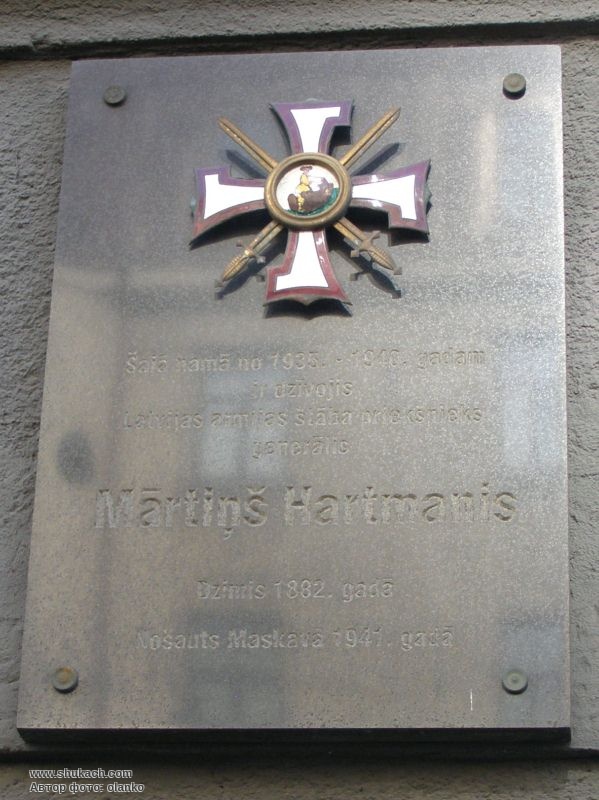 Šajā namā no 1935. - 1940. gadam
ir dzīvojis
Latvijas armijas štāba priekšnieks
ģenerālis
Mārtiņš Hartmanis
Dzimis 1882. gadā
Nošauts Maskavā 1941. gadā
www.shukach.com
Автор фото: olanko